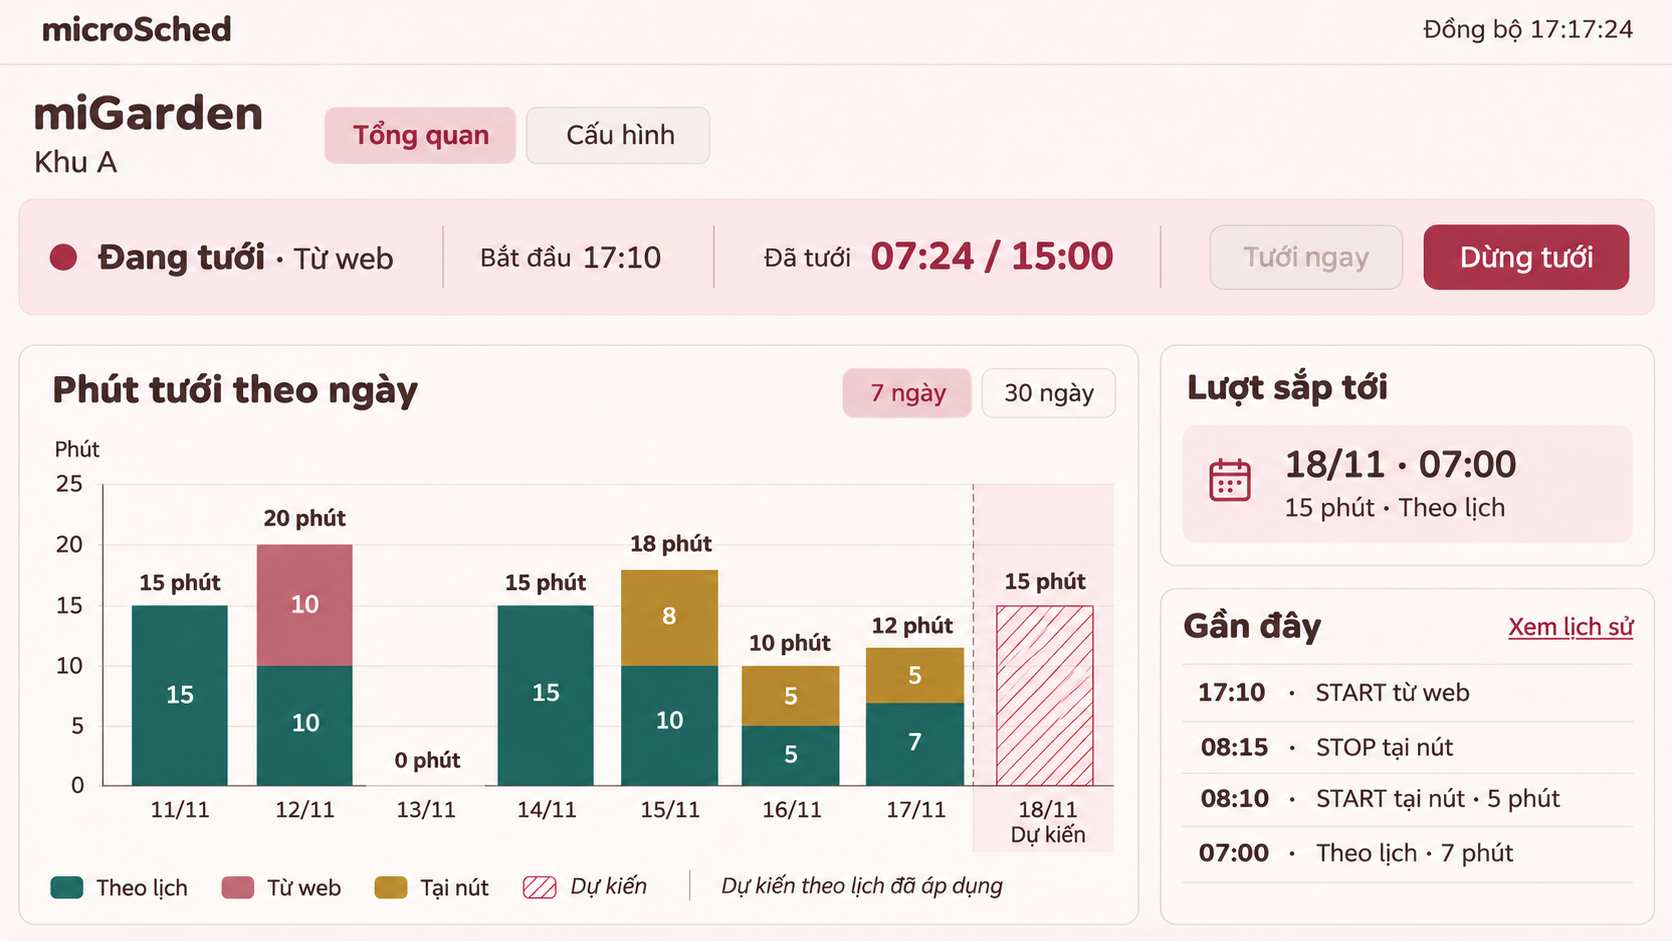 microSched
Đồng bộ 17:17:24
miGarden
Khu A
Tổng quan
Cấu hình
Đang tưới · Từ web
Bắt đầu 17:10
Đã tưới 07:24 / 15:00
Tưới ngay
Dừng tưới
Phút tưới theo ngày
7 ngày
30 ngày
Phút
25
20
15
10
5
0
15 phút
15
20 phút
10
10
0 phút
15 phút
15
18 phút
8
10
10 phút
5
5
12 phút
5
7
15 phút
11/11
12/11
13/11
14/11
15/11
16/11
17/11
18/11
Dự kiến
Theo lịch
Từ web
Tại nút
Dự kiến
Dự kiến theo lịch đã áp dụng
Lượt sắp tới
18/11 · 07:00
15 phút · Theo lịch
Gần đây
Xem lịch sử
17:10 · START từ web
08:15 · STOP tại nút
08:10 · START tại nút · 5 phút
07:00 · Theo lịch · 7 phút